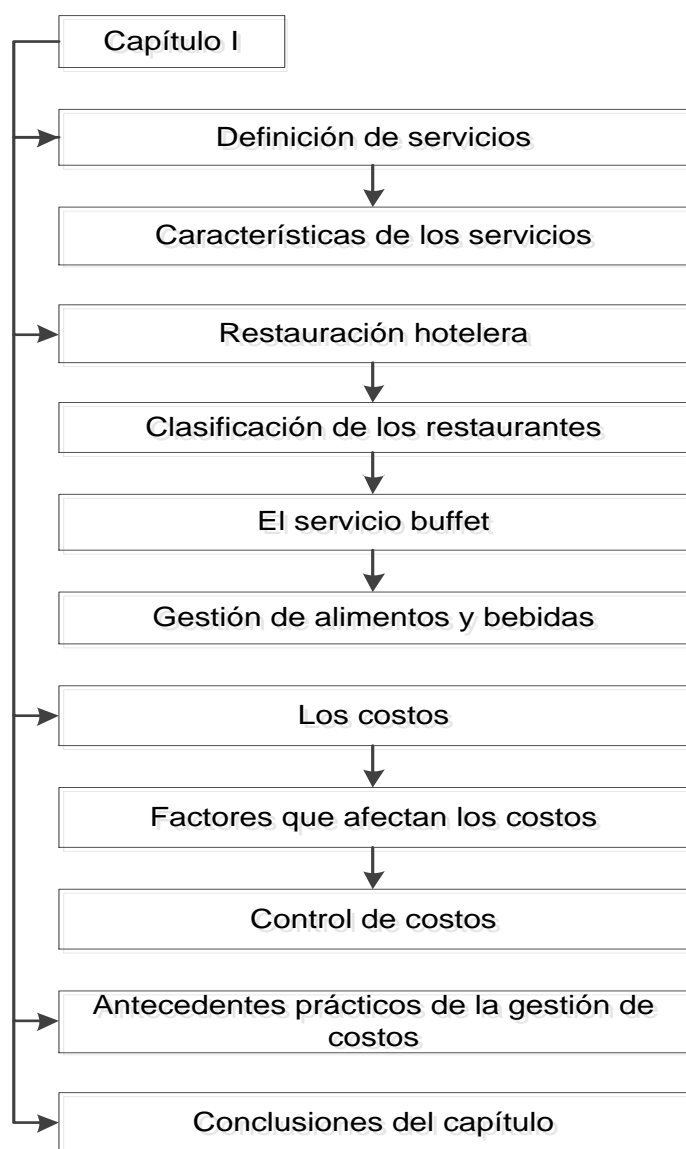 Capítulo I
Definición de servicios
Características de los servicios
Restauración hotelera
Clasificación de los restaurantes
El servicio buffet
Gestión de alimentos y bebidas
Los costos
Factores que afectan los costos
Control de costos
Antecedentes prácticos de la gestión de
costos
Conclusiones del capítulo